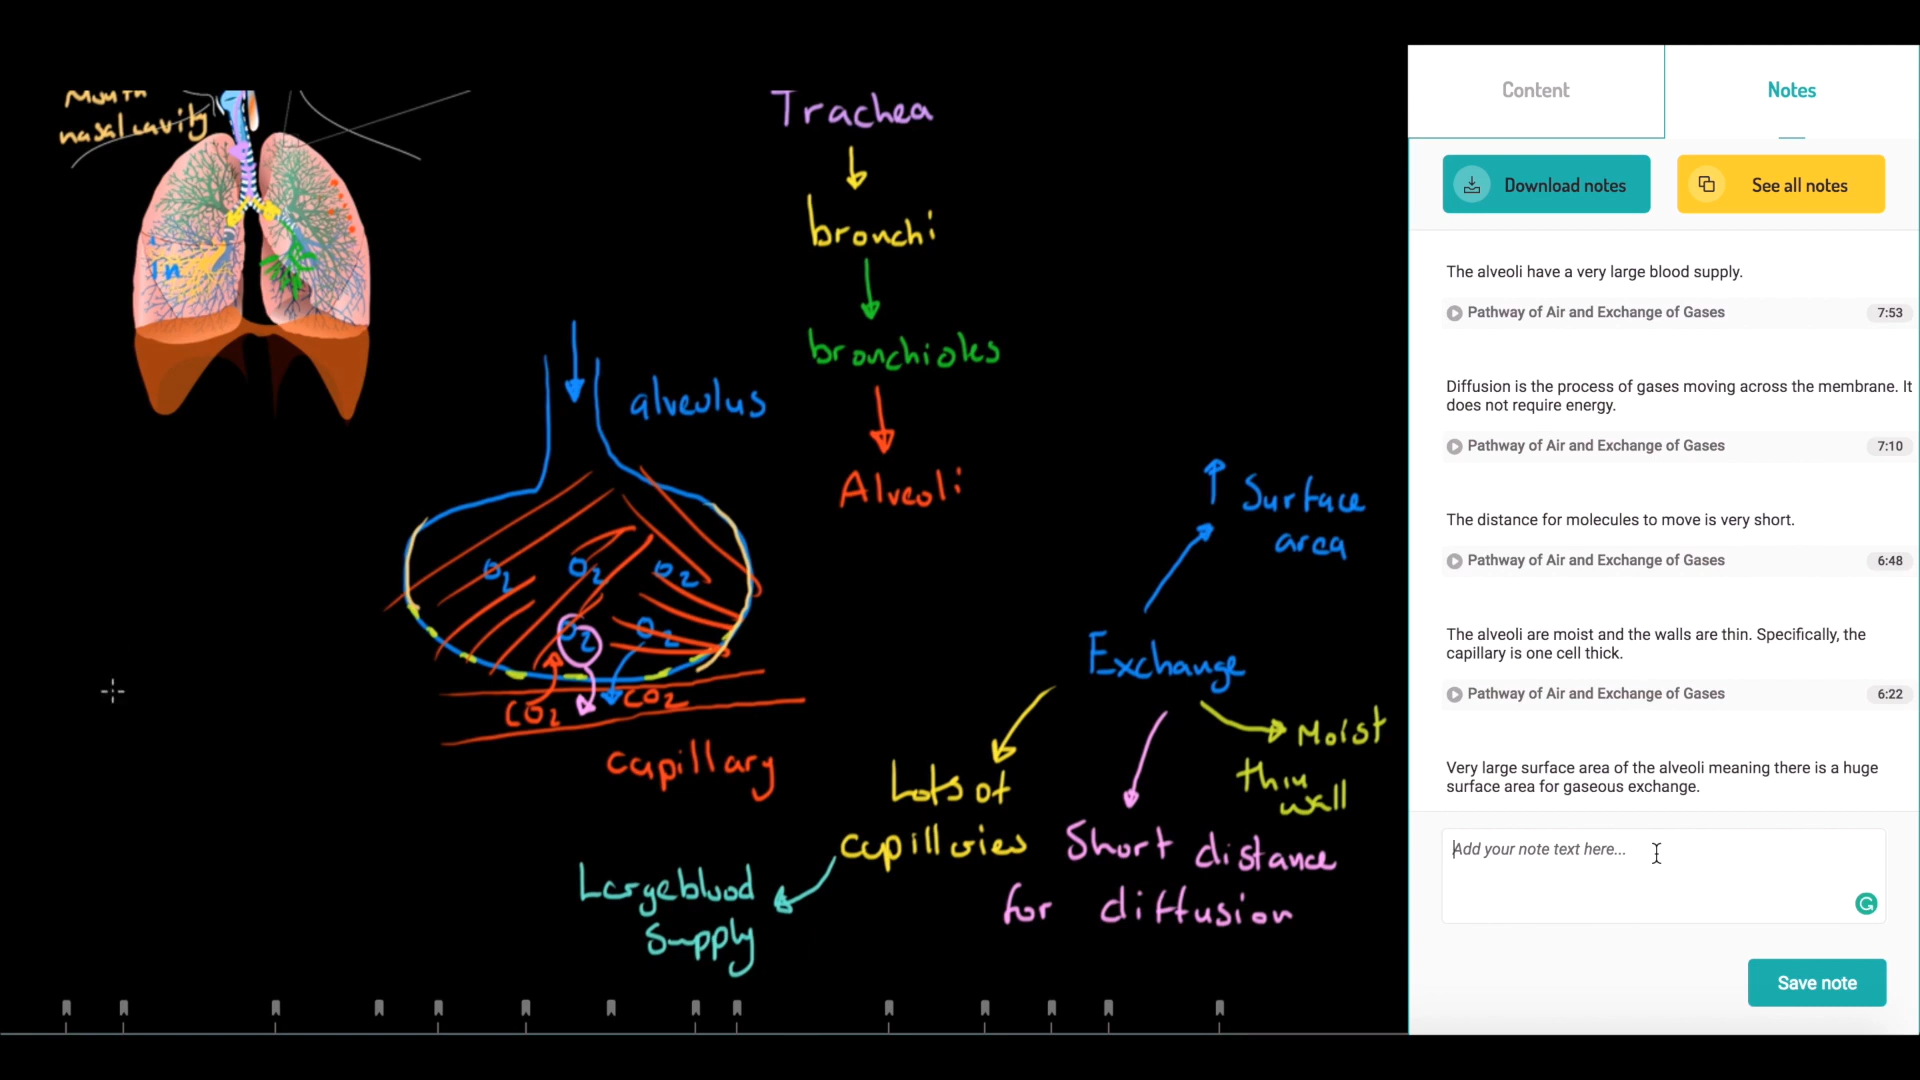 Mouth
nasal cavity
In
Trachea
bronchi
bronchioles
Alveoli
alveolus
O2 O2 O2
O2 O2
CO2 CO2
capillary
Surface
area
Exchange
Lots of
capillaries
Large blood
Supply
Short distance
for diffusion
Moist
thin
wall
Content
Notes
Download notes
See all notes
The alveoli have a very large blood supply.
Pathway of Air and Exchange of Gases 7:53
Diffusion is the process of gases moving across the membrane. It
does not require energy.
Pathway of Air and Exchange of Gases 7:10
The distance for molecules to move is very short.
Pathway of Air and Exchange of Gases 6:48
The alveoli are moist and the walls are thin. Specifically, the
capillary is one cell thick.
Pathway of Air and Exchange of Gases 6:22
Very large surface area of the alveoli meaning there is a huge
surface area for gaseous exchange.
Add your note text here...
Save note